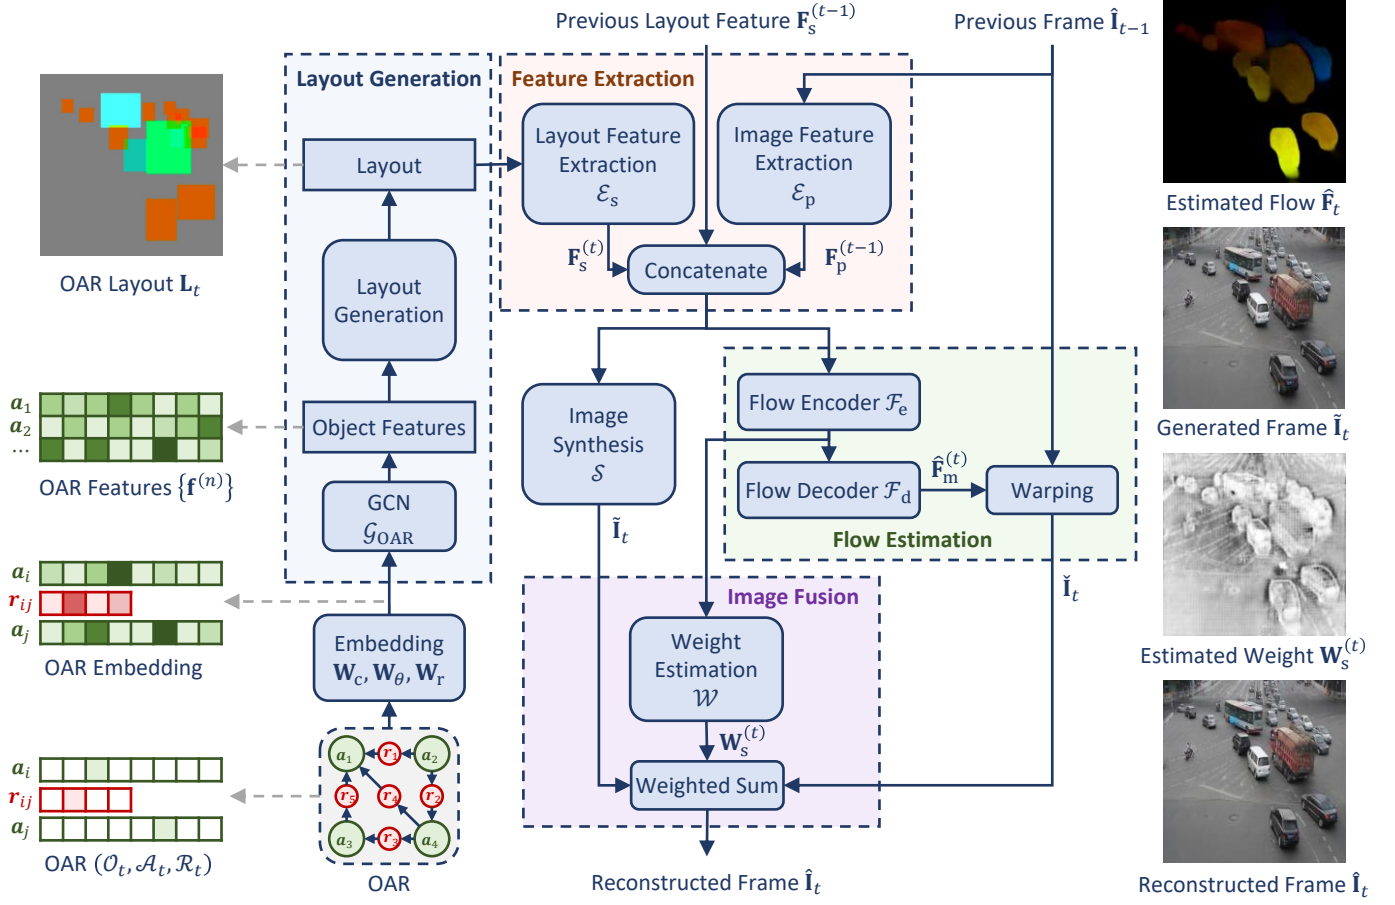 Previous Layout Feature F_s^(t−1)
Previous Frame Î_{t−1}
Layout Generation
Feature Extraction
Layout
Layout Feature
Extraction
ℰ_s
Image Feature
Extraction
ℰ_p
F_s^(t)
F_p^(t−1)
Concatenate
OAR Layout L_t
Estimated Flow F̂_t
Layout
Generation
Generated Frame Ĩ_t
a_1
a_2
...
OAR Features {f^(n)}
Object Features
Image
Synthesis
𝒮
Flow Encoder ℱ_e
Flow Decoder ℱ_d
F̂_m^(t)
Warping
Flow Estimation
GCN
𝒢_OAR
Ĩ_t
Ǐ_t
a_i
r_ij
a_j
OAR Embedding
Embedding
W_c, W_θ, W_r
Image Fusion
Weight
Estimation
𝒲
W_s^(t)
Weighted Sum
Estimated Weight W_s^(t)
a_i
r_ij
a_j
OAR (𝒪_t, 𝒜_t, ℛ_t)
a_1
r_1
a_2
r_5
r_4
r_2
a_3
r_3
a_4
OAR
Reconstructed Frame Î_t
Reconstructed Frame Î_t